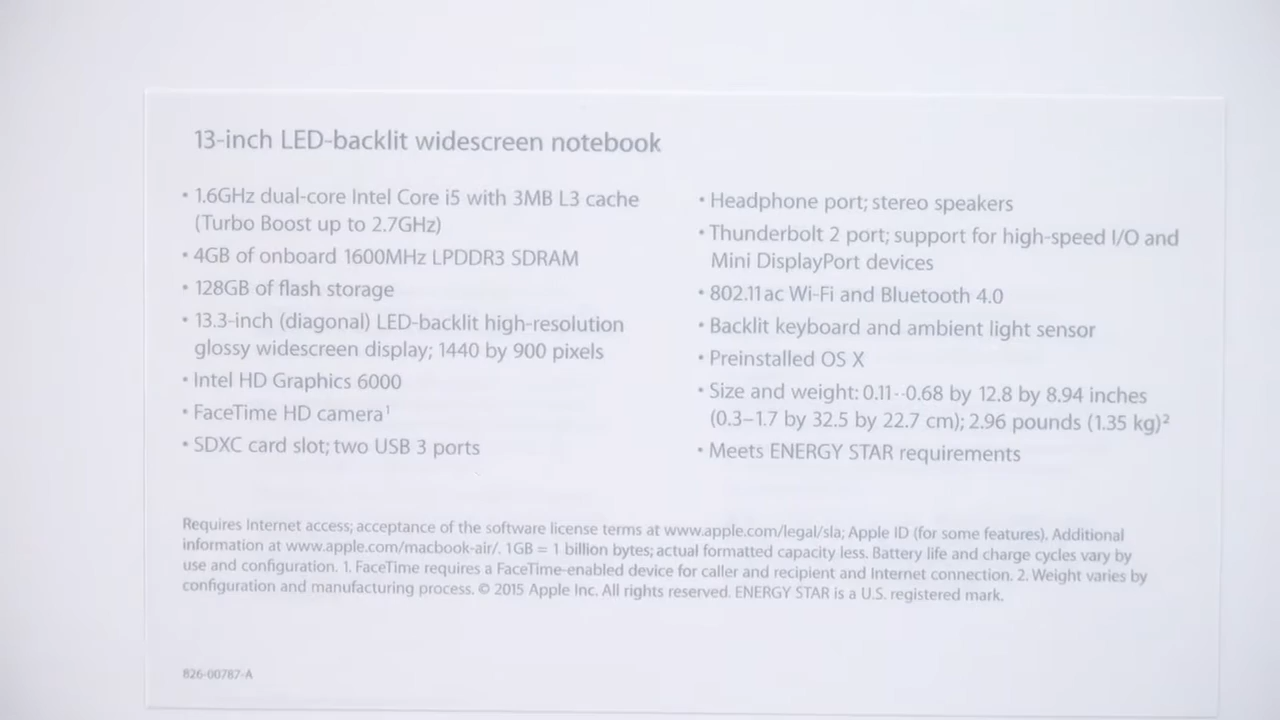 13-inch LED-backlit widescreen notebook
• 1.6GHz dual-core Intel Core i5 with 3MB L3 cache
(Turbo Boost up to 2.7GHz)
• 4GB of onboard 1600MHz LPDDR3 SDRAM
• 128GB of flash storage
• 13.3-inch (diagonal) LED-backlit high-resolution
glossy widescreen display; 1440 by 900 pixels
• Intel HD Graphics 6000
• FaceTime HD camera¹
• SDXC card slot; two USB 3 ports
• Headphone port; stereo speakers
• Thunderbolt 2 port; support for high-speed I/O and
Mini DisplayPort devices
• 802.11ac Wi-Fi and Bluetooth 4.0
• Backlit keyboard and ambient light sensor
• Preinstalled OS X
• Size and weight: 0.11–0.68 by 12.8 by 8.94 inches
(0.3–1.7 by 32.5 by 22.7 cm); 2.96 pounds (1.35 kg)²
• Meets ENERGY STAR requirements
Requires Internet access; acceptance of the software license terms at www.apple.com/legal/sla; Apple ID (for some features). Additional
information at www.apple.com/macbook-air/. 1GB = 1 billion bytes; actual formatted capacity less. Battery life and charge cycles vary by
use and configuration. 1. FaceTime requires a FaceTime-enabled device for caller and recipient and Internet connection. 2. Weight varies by
configuration and manufacturing process. © 2015 Apple Inc. All rights reserved. ENERGY STAR is a U.S. registered mark.
826-00787-A